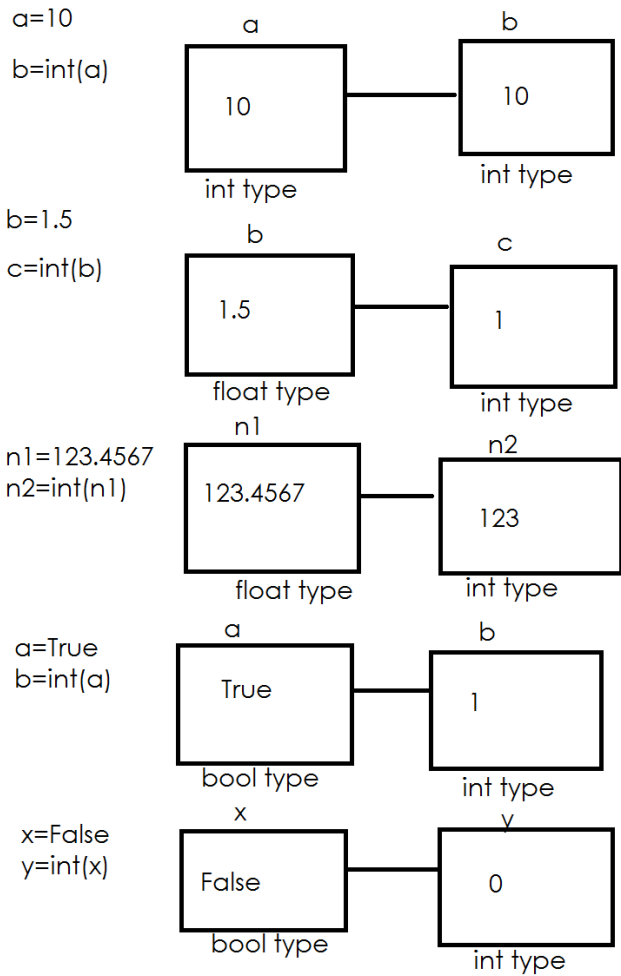 a=10
b=int(a)
a
b
10
10
int type
int type
b=1.5
c=int(b)
b
c
1.5
1
float type
int type
n1=123.4567
n2=int(n1)
n1
n2
123.4567
123
float type
int type
a=True
b=int(a)
a
b
True
1
bool type
int type
x=False
y=int(x)
x
y
False
0
bool type
int type